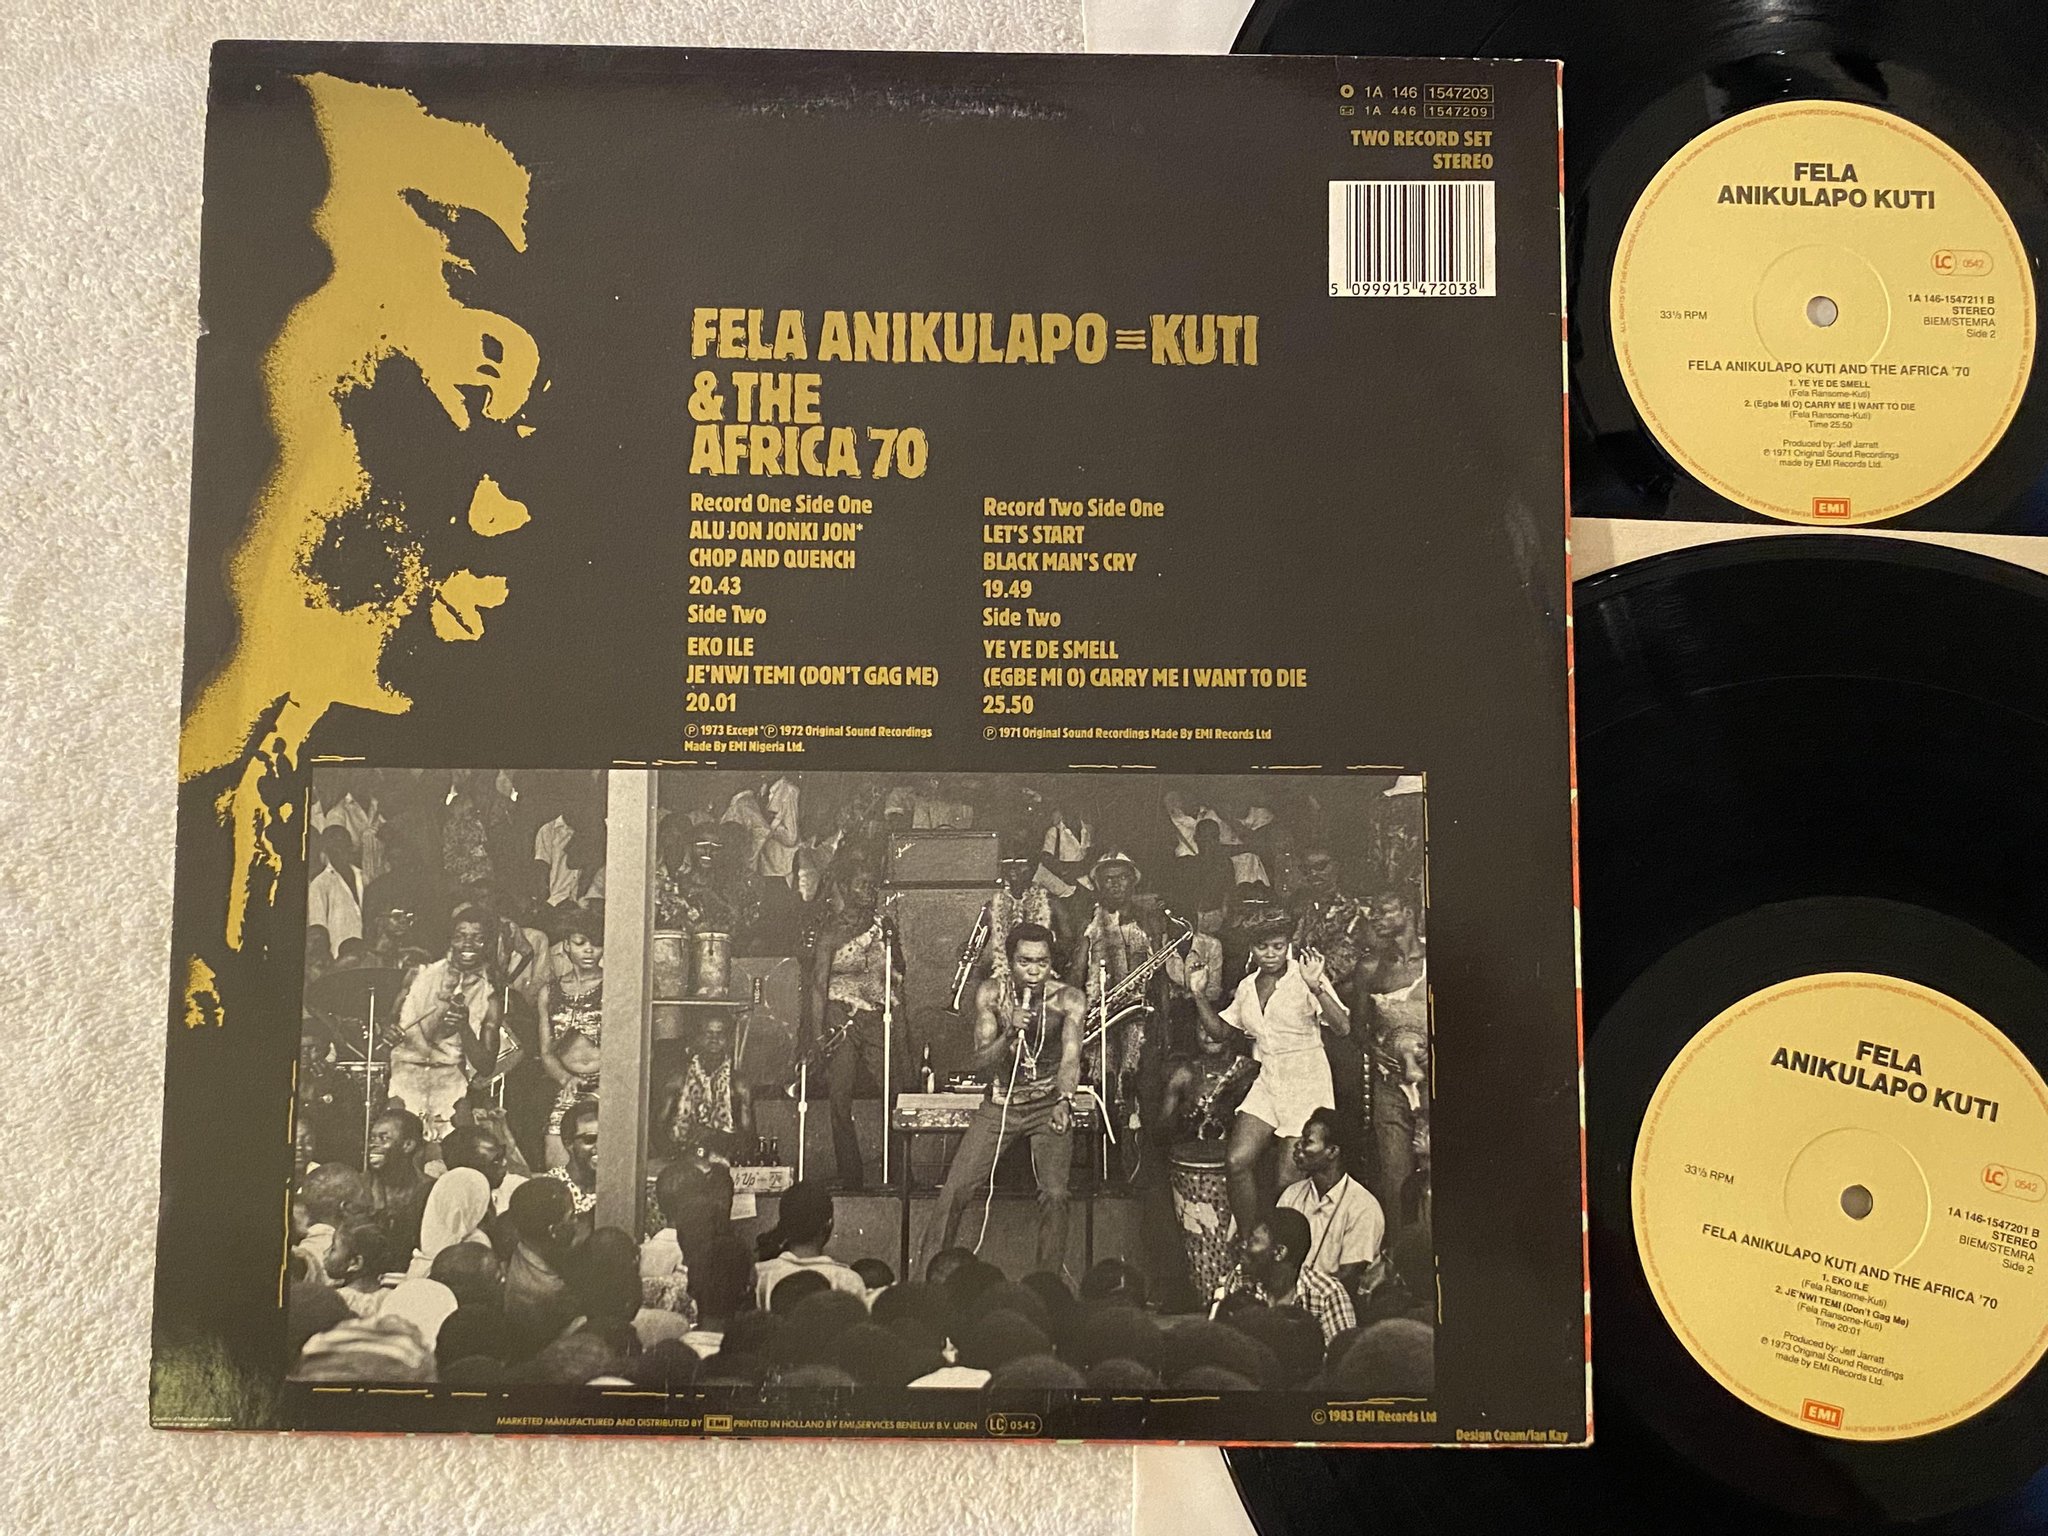 1A 146 1547203
1A 446 1547209
TWO RECORD SET
STEREO
5 099915 472038
FELA ANIKULAPO≡KUTI
& THE
AFRICA 70
Record One Side One
ALU JON JONKI JON*
CHOP AND QUENCH
20.43
Side Two
EKO ILE
JE'NWI TEMI (DON'T GAG ME)
20.01
Ⓟ 1973 Except *Ⓟ 1972 Original Sound Recordings
Made By EMI Nigeria Ltd.
Record Two Side One
LET'S START
BLACK MAN'S CRY
19.49
Side Two
YE YE DE SMELL
(EGBE MI O) CARRY ME I WANT TO DIE
25.50
Ⓟ 1971 Original Sound Recordings Made By EMI Records Ltd
MARKETED MANUFACTURED AND DISTRIBUTED BY EMI PRINTED IN HOLLAND BY EMI SERVICES BENELUX B.V. UDEN LC 0542
© 1983 EMI Records Ltd
Design Cream/Ian Kay
FELA
ANIKULAPO KUTI
LC 0542
33⅓ RPM
1A 146-1547211 B
STEREO
BIEM/STEMRA
Side 2
FELA ANIKULAPO KUTI AND THE AFRICA '70
1. YE YE DE SMELL
(Fela Ransome-Kuti)
2. (Egbe Mi O) CARRY ME I WANT TO DIE
(Fela Ransome-Kuti)
Time 25:50
Produced by: Jeff Jarratt
℗ 1971 Original Sound Recordings
made by EMI Records Ltd.
EMI
FELA
ANIKULAPO KUTI
LC 0542
33⅓ RPM
1A 146-1547201 B
STEREO
BIEM/STEMRA
Side 2
FELA ANIKULAPO KUTI AND THE AFRICA '70
1. EKO ILE
(Fela Ransome-Kuti)
2. JE'NWI TEMI (Don't Gag Me)
(Fela Ransome-Kuti)
Time 20:01
Produced by: Jeff Jarratt
℗ 1973 Original Sound Recordings
made by EMI Records Ltd.
EMI